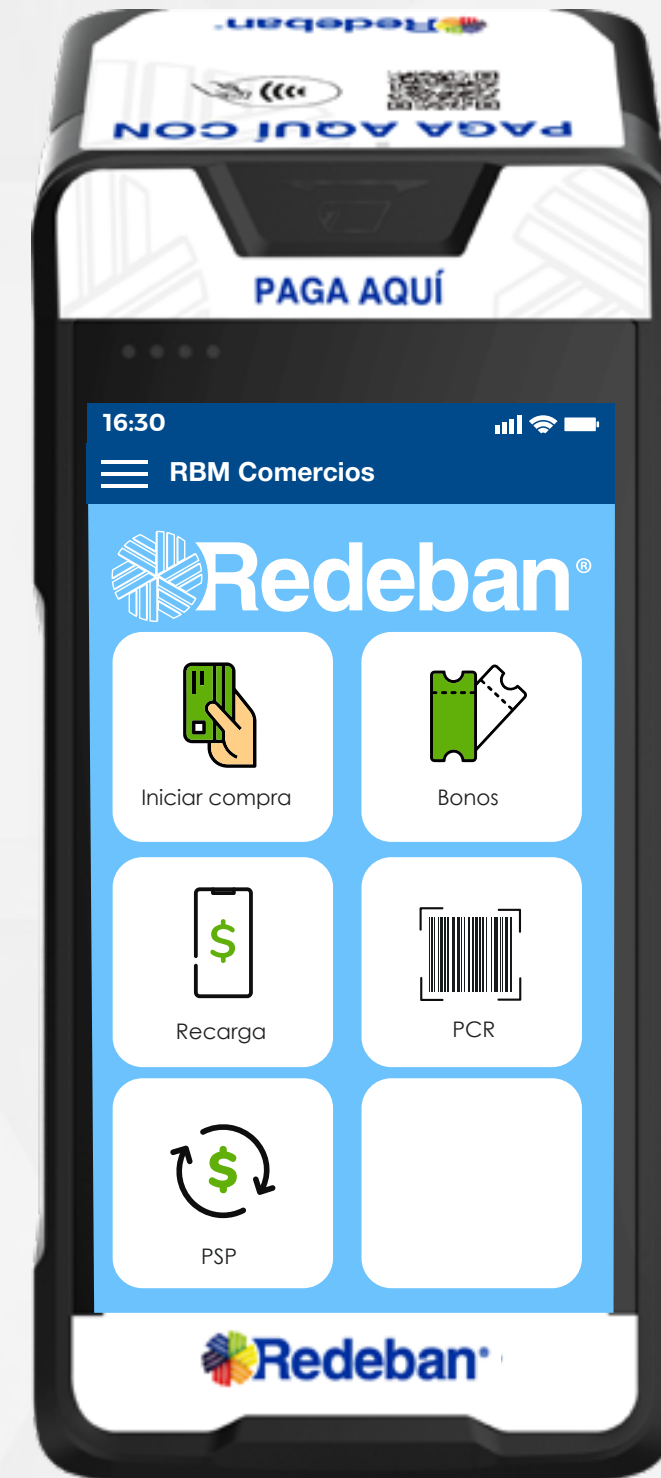 Redeban
PAGA AQUÍ CON
PAGA AQUÍ
16:30
RBM Comercios
Redeban®
Iniciar compra
Bonos
$
Recarga
PCR
$
PSP
Redeban